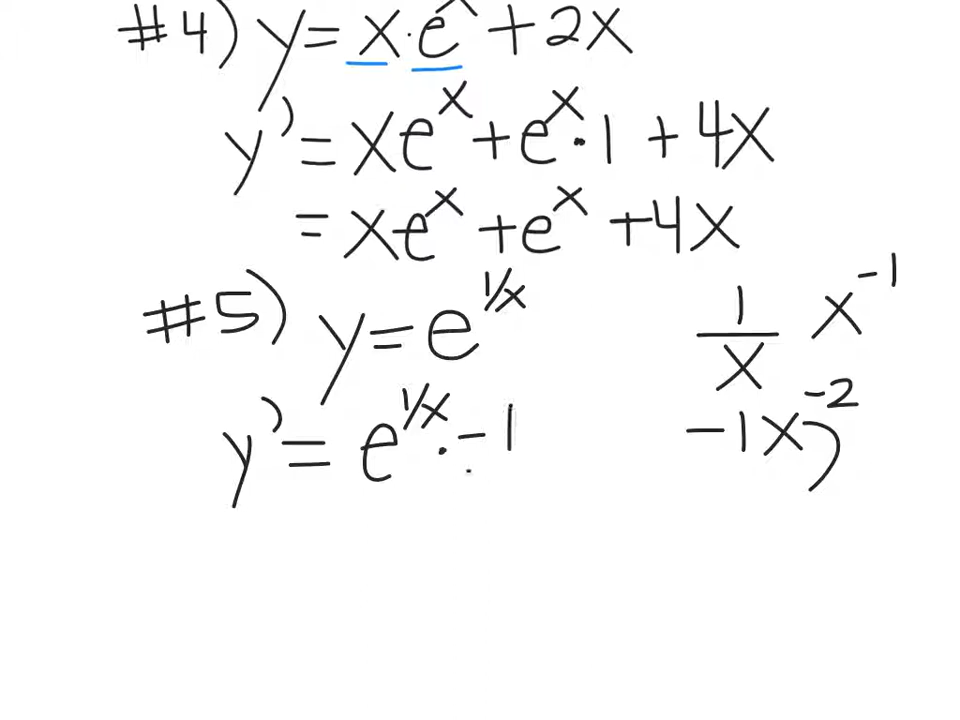 #4) y = x · e^x + 2x
y' = xe^x + e^x · 1 + 4x
= xe^x + e^x + 4x
#5) y = e^1/x
1/x x^-1
y' = e^1/x · -1
-1x^-2